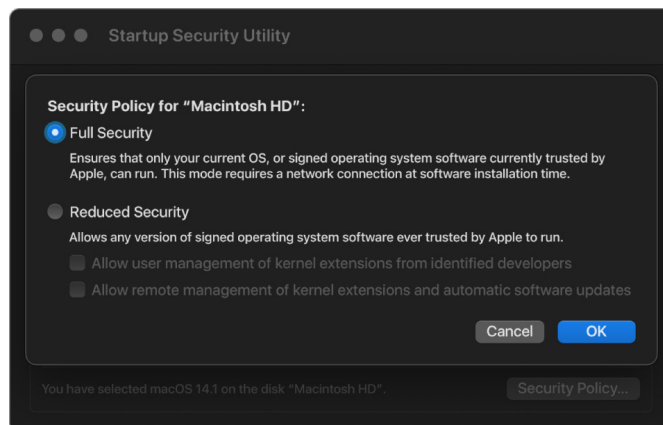 Startup Security Utility
Security Policy for “Macintosh HD”:
Full Security
Ensures that only your current OS, or signed operating system software currently trusted by
Apple, can run. This mode requires a network connection at software installation time.
Reduced Security
Allows any version of signed operating system software ever trusted by Apple to run.
Allow user management of kernel extensions from identified developers
Allow remote management of kernel extensions and automatic software updates
Cancel OK
You have selected macOS 14.1 on the disk “Macintosh HD”. Security Policy...